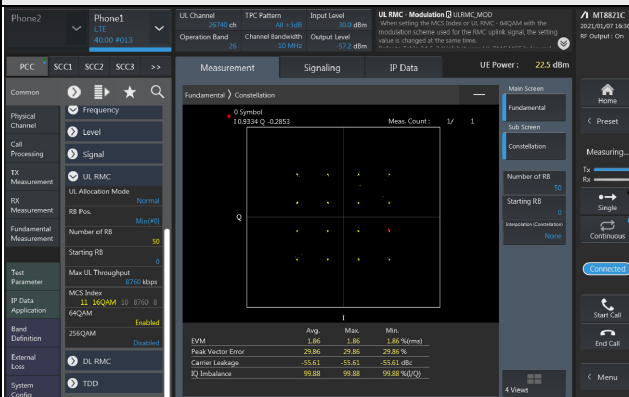 Phone2
Phone1
LTE
40.00 #013
UL Channel
26740 ch
TPC Pattern
All +3dB
Input Level
30.0 dBm
Operation Band
26
Channel Bandwidth
10 MHz
Output Level
-57.2 dBm
UL RMC - Modulation ULRMC_MOD
When setting the MCS Index or UL RMC - 64QAM with the
modulation scheme used for the RMC uplink signal, the setting
value is changed at the same time.
MT8821C
2021/01/07 16:36
RF Output : On
PCC
SCC1
SCC2
SCC3
>>
Measurement
Signaling
IP Data
UE Power :
22.5 dBm
Common
Physical
Channel
Call
Processing
TX
Measurement
RX
Measurement
Fundamental
Measurement
Test
Parameter
IP Data
Application
Band
Definition
External
Loss
System
Config
Frequency
Level
Signal
UL RMC
UL Allocation Mode
Normal
RB Pos.
Min(#0)
Number of RB
50
Starting RB
0
Max UL Throughput
8760 kbps
MCS Index
11 16QAM 10 8760 8
64QAM
Enabled
256QAM
Disabled
DL RMC
TDD
Fundamental ❯ Constellation
0 Symbol
I 0.9334 Q -0.2853
Meas. Count : 1/ 1
Q
I
Avg. Max. Min.
EVM 1.86 1.86 1.86 %(rms)
Peak Vector Error 29.86 29.86 29.86 %
Carrier Leakage -55.61 -55.61 -55.61 dBc
IQ Imbalance 99.88 99.88 99.88 %(I/Q)
Main Screen
Fundamental
Sub Screen
Constellation
Number of RB
50
Starting RB
0
Interpolation (Constellation)
None
4 Views
Home
Preset
Measuring...
Tx
Rx
Single
Continuous
Connected
Start Call
End Call
Menu